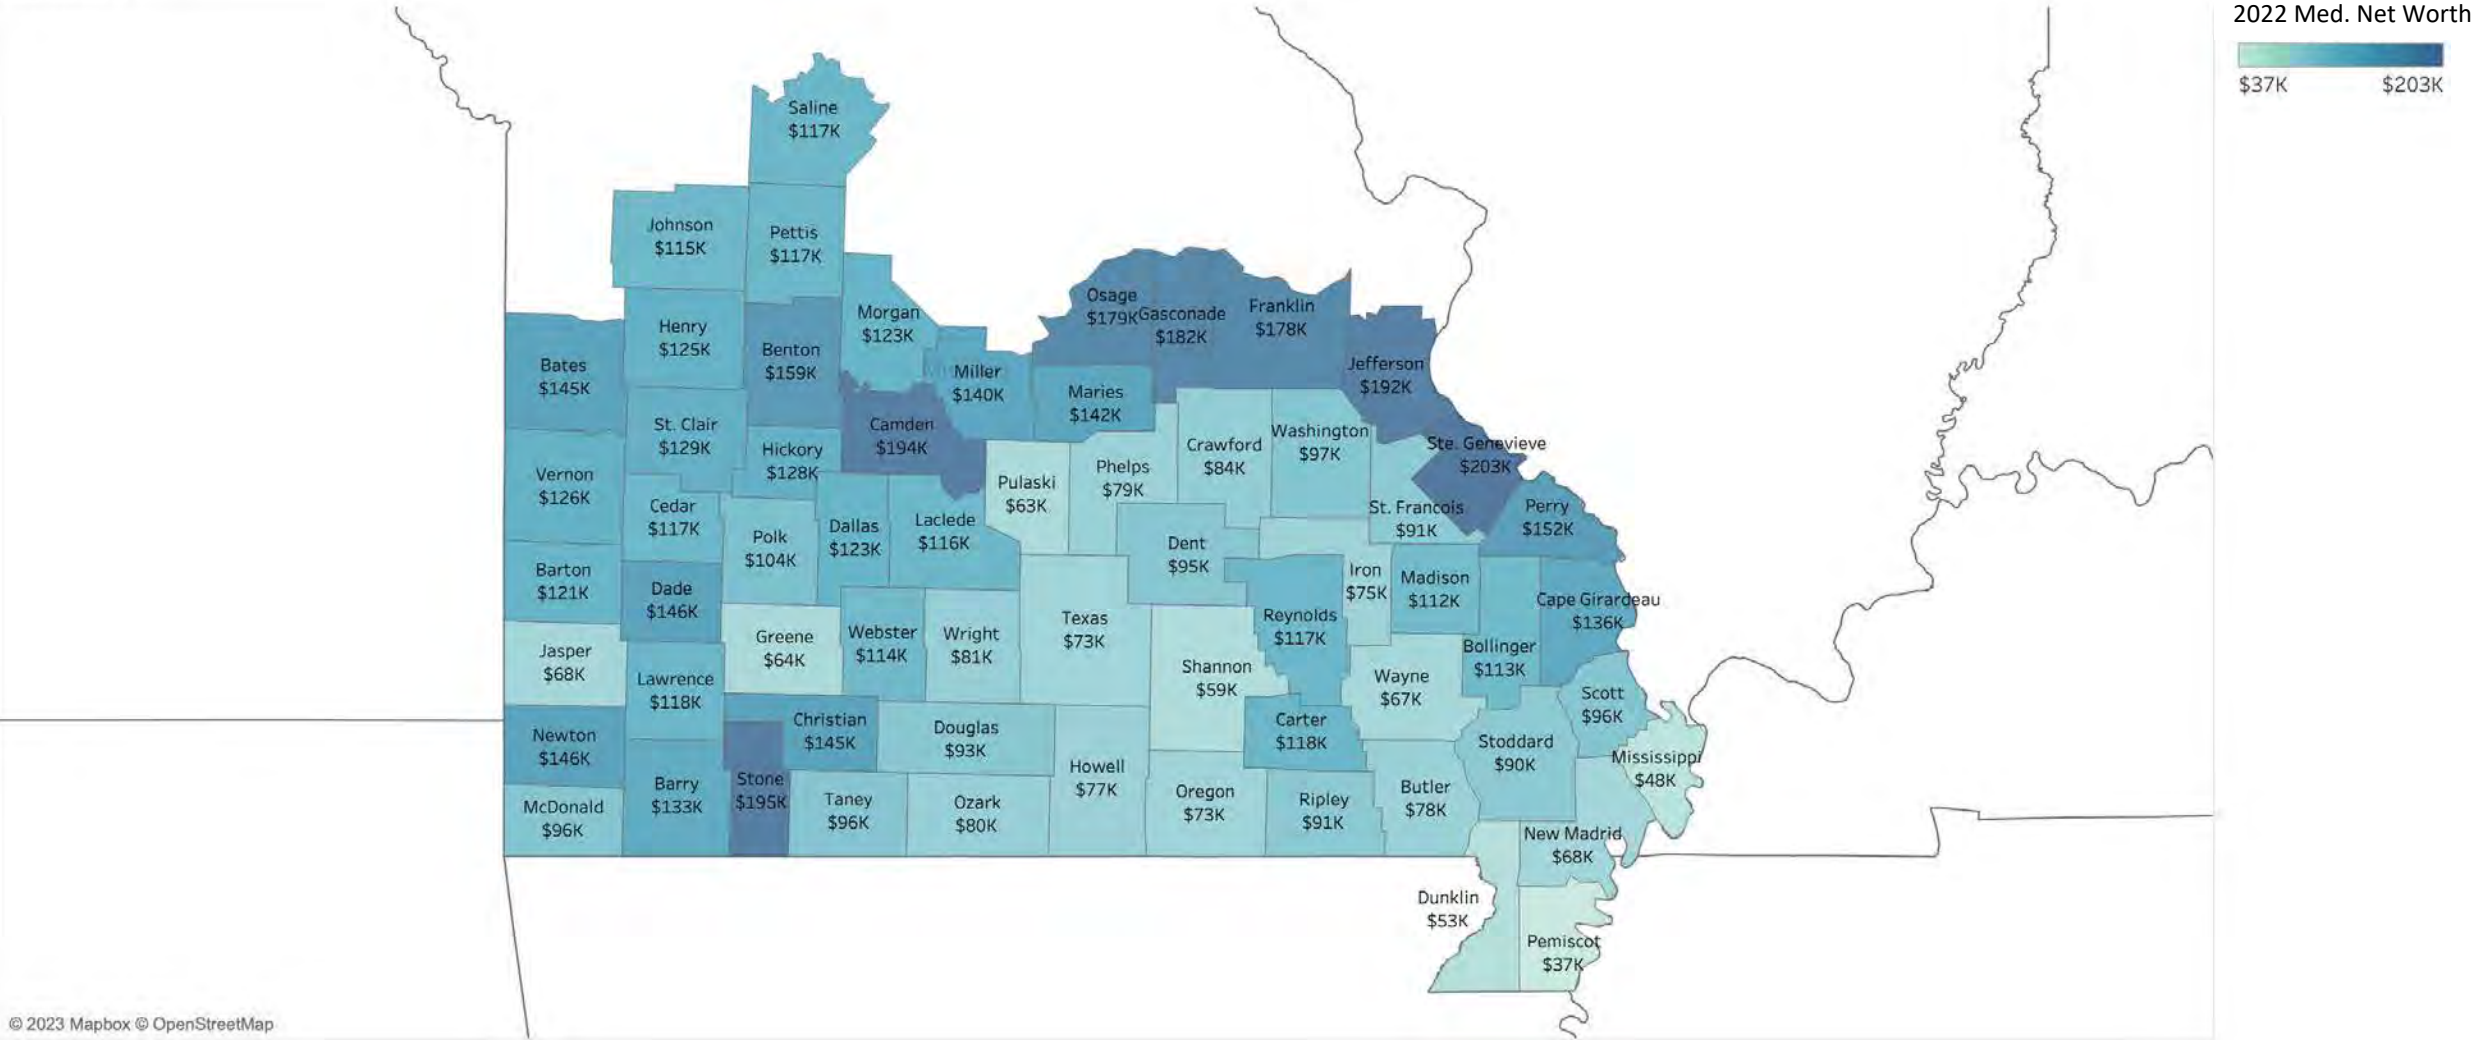 2022 Med. Net Worth
$37K $203K
Saline
$117K
Johnson
$115K
Pettis
$117K
Morgan
$123K
Henry
$125K
Benton
$159K
Bates
$145K
Miller
$140K
Osage
$179K
Gasconade
$182K
Franklin
$178K
Jefferson
$192K
Maries
$142K
Camden
$194K
St. Clair
$129K
Hickory
$128K
Vernon
$126K
Cedar
$117K
Polk
$104K
Dallas
$123K
Laclede
$116K
Pulaski
$63K
Phelps
$79K
Crawford
$84K
Washington
$97K
Ste. Genevieve
$203K
St. Francois
$91K
Perry
$152K
Barton
$121K
Dade
$146K
Dent
$95K
Iron
$75K
Madison
$112K
Cape Girardeau
$136K
Jasper
$68K
Lawrence
$118K
Greene
$64K
Webster
$114K
Wright
$81K
Texas
$73K
Shannon
$59K
Reynolds
$117K
Wayne
$67K
Bollinger
$113K
Scott
$96K
Newton
$146K
Christian
$145K
Douglas
$93K
Carter
$118K
Stoddard
$90K
Mississippi
$48K
McDonald
$96K
Barry
$133K
Stone
$195K
Taney
$96K
Ozark
$80K
Howell
$77K
Oregon
$73K
Ripley
$91K
Butler
$78K
New Madrid
$68K
Dunklin
$53K
Pemiscot
$37K
© 2023 Mapbox © OpenStreetMap